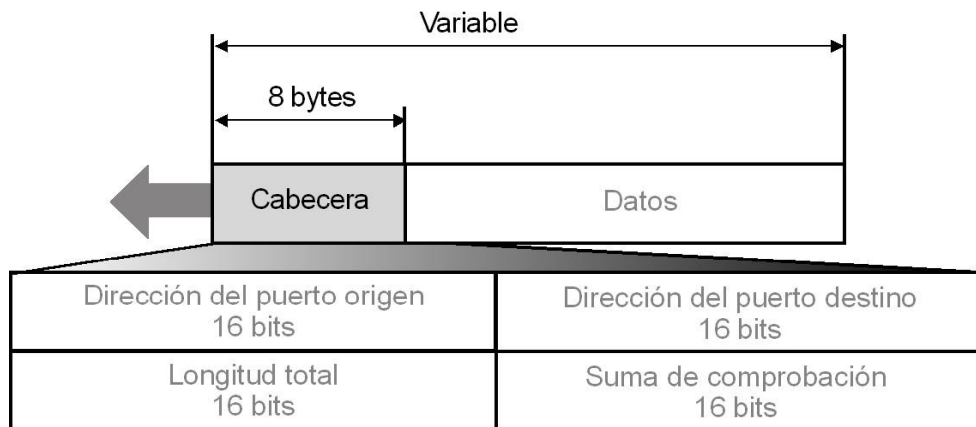 Variable
8 bytes
Cabecera
Datos
Dirección del puerto origen
16 bits
Dirección del puerto destino
16 bits
Longitud total
16 bits
Suma de comprobación
16 bits